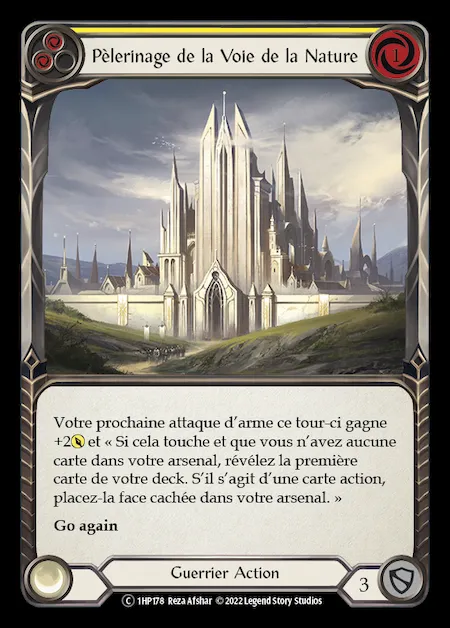 Pèlerinage de la Voie de la Nature
1
Votre prochaine attaque d'arme ce tour-ci gagne
+2 et « Si cela touche et que vous n'avez aucune
carte dans votre arsenal, révélez la première
carte de votre deck. S'il s'agit d'une carte action,
placez-la face cachée dans votre arsenal. »
Go again
Guerrier Action
3
C 1HP178 Reza Afshar © 2022 Legend Story Studios